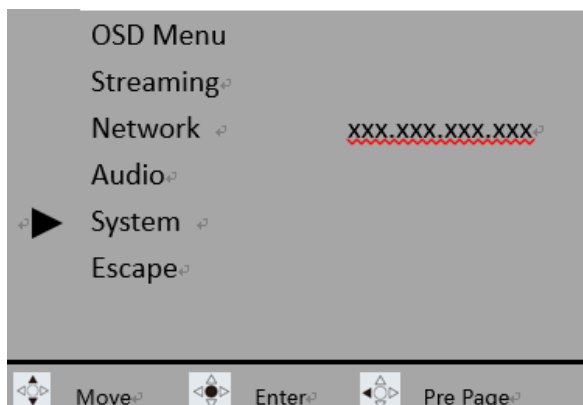 OSD Menu
Streaming
Network xxx.xxx.xxx.xxx
Audio
System
Escape
Move Enter Pre Page